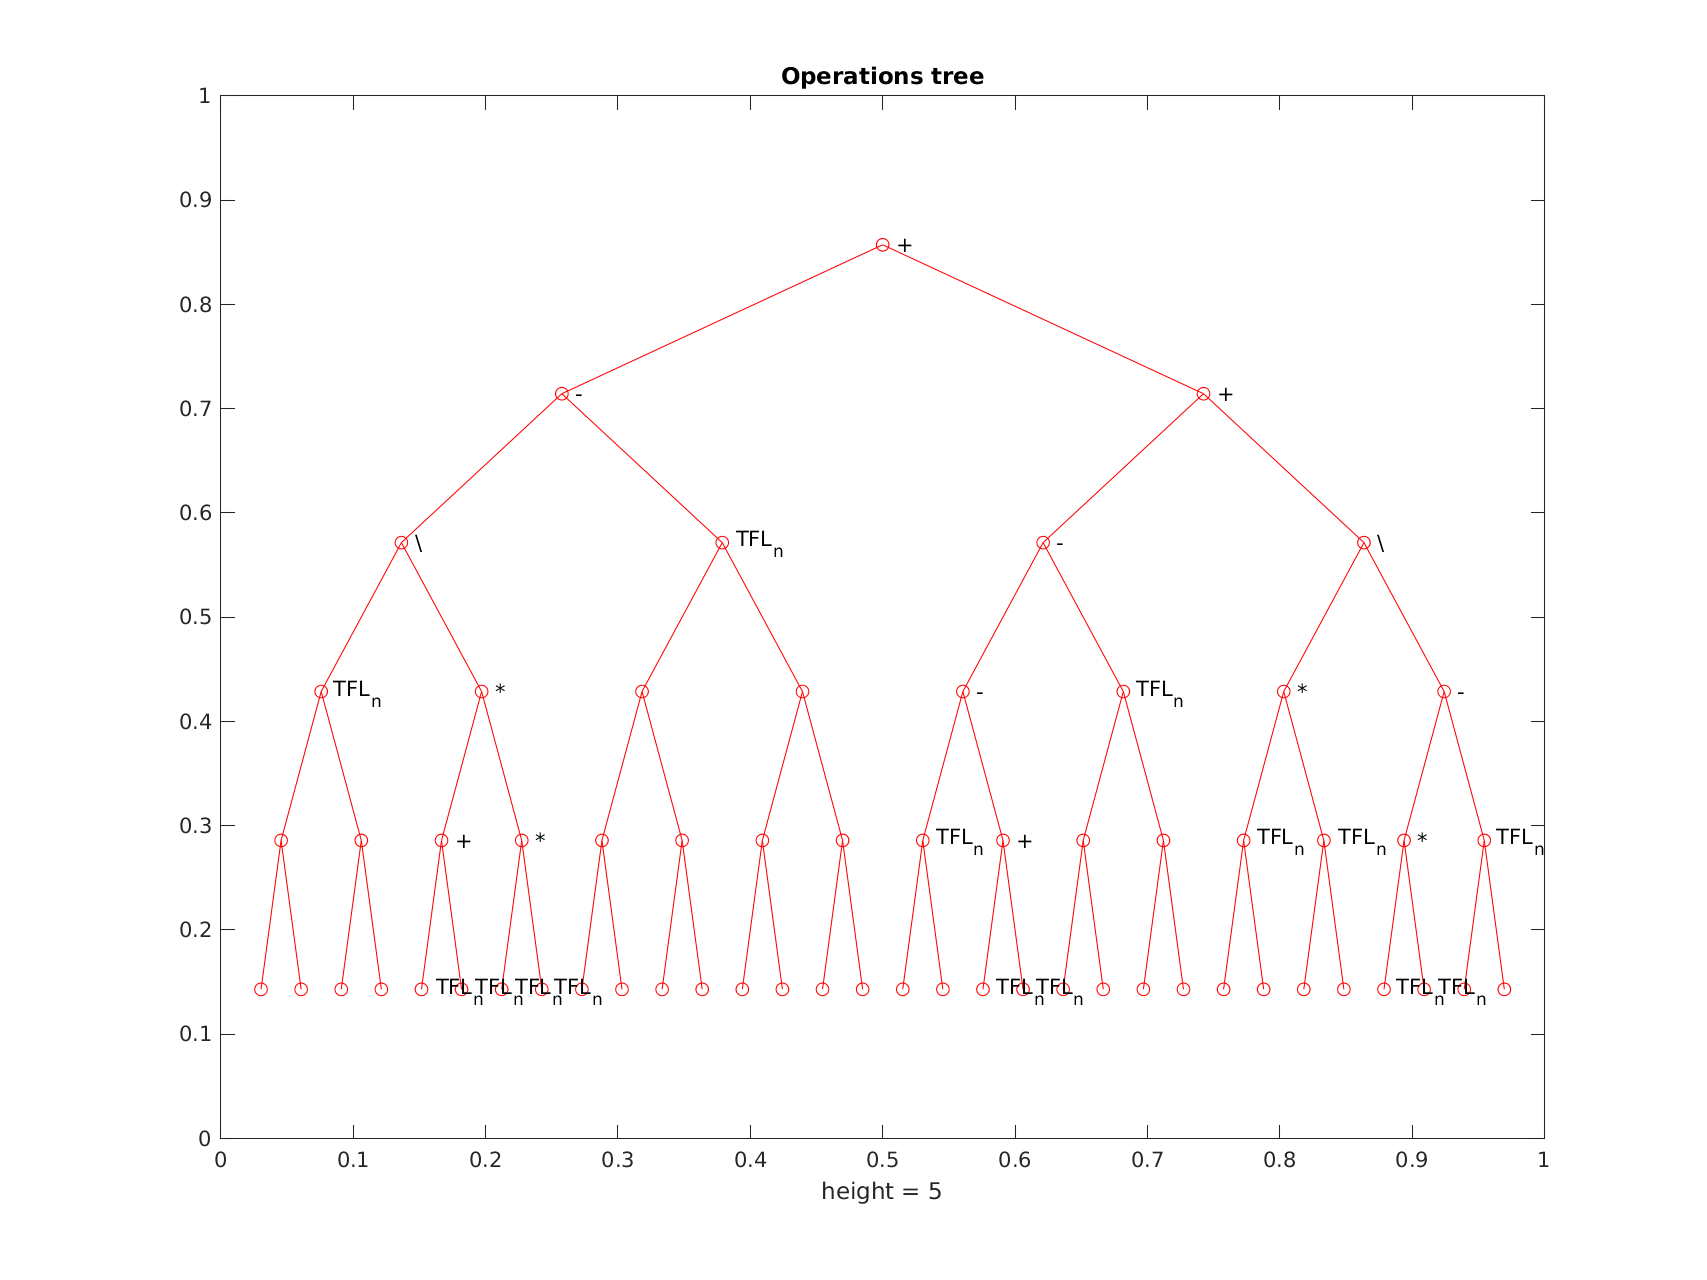 Operations tree
1
0.9
+
0.8
0.7
- +
0.6
\ TFLn - \
0.5
TFLn * - TFLn * -
0.4
0.3
+ * TFLn + TFLn TFLn * TFLn
0.2
TFLn TFLn TFLn TFLn TFLn TFLn TFLn TFLn
0.1
0
0 0.1 0.2 0.3 0.4 0.5 0.6 0.7 0.8 0.9 1
height = 5